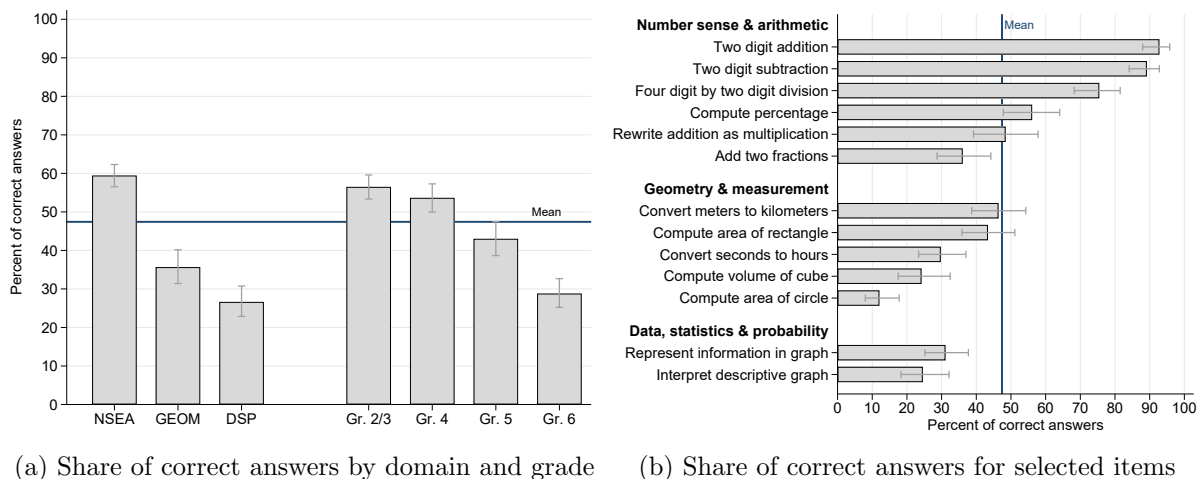 100
90
80
70
60
50
40
30
20
10
0
Percent of correct answers
Mean
NSEA GEOM DSP Gr. 2/3 Gr. 4 Gr. 5 Gr. 6
(a) Share of correct answers by domain and grade
Mean
Number sense & arithmetic
Two digit addition
Two digit subtraction
Four digit by two digit division
Compute percentage
Rewrite addition as multiplication
Add two fractions
Geometry & measurement
Convert meters to kilometers
Compute area of rectangle
Convert seconds to hours
Compute volume of cube
Compute area of circle
Data, statistics & probability
Represent information in graph
Interpret descriptive graph
0 10 20 30 40 50 60 70 80 90 100
Percent of correct answers
(b) Share of correct answers for selected items